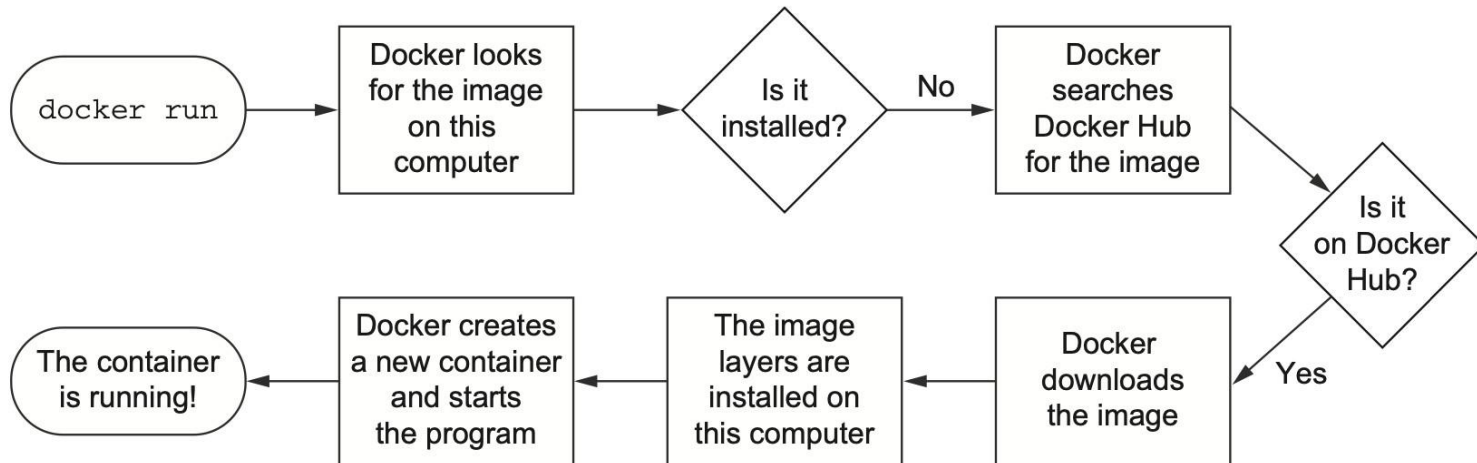 docker run
Docker looks
for the image
on this
computer
Is it
installed?
No
Docker
searches
Docker Hub
for the image
Is it
on Docker
Hub?
Yes
Docker
downloads
the image
The image
layers are
installed on
this computer
Docker creates
a new container
and starts
the program
The container
is running!